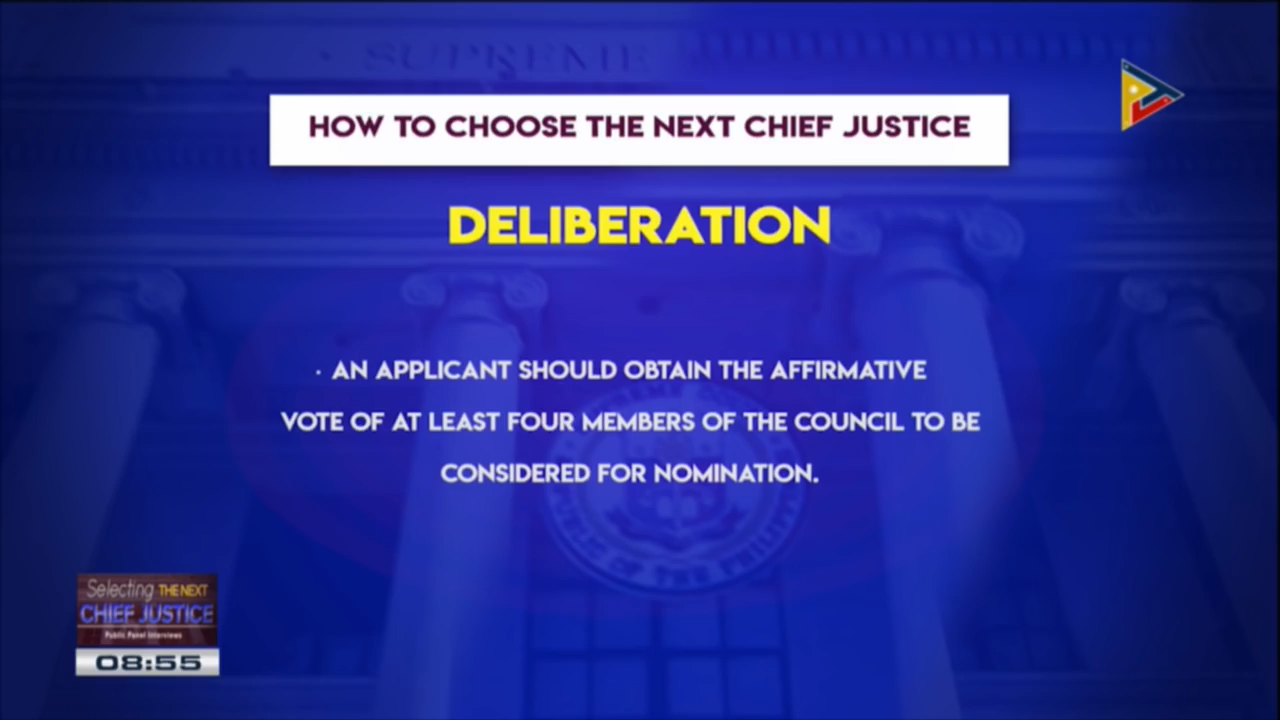 SUPREME
HOW TO CHOOSE THE NEXT CHIEF JUSTICE
DELIBERATION
· AN APPLICANT SHOULD OBTAIN THE AFFIRMATIVE
VOTE OF AT LEAST FOUR MEMBERS OF THE COUNCIL TO BE
CONSIDERED FOR NOMINATION.
OF THE
Selecting THE NEXT
CHIEF JUSTICE
Public Panel Interviews
08:55